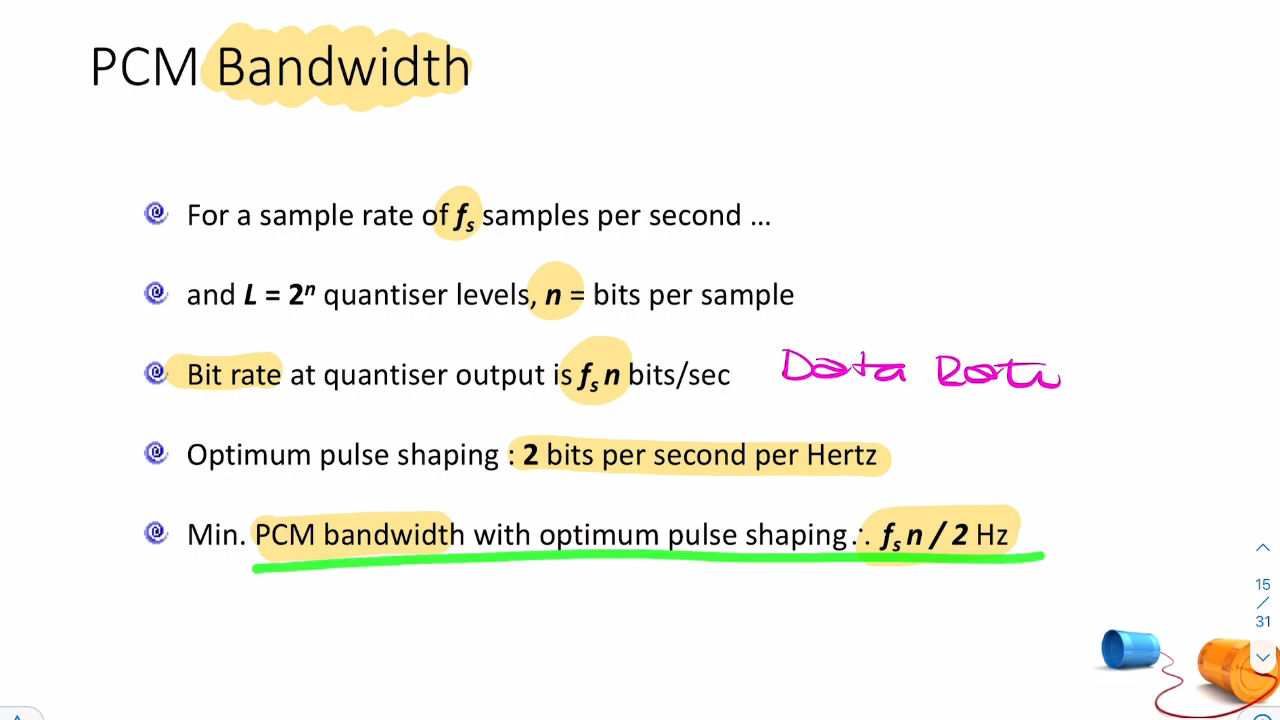 PCM Bandwidth
For a sample rate of fₛ samples per second ...
and L = 2ⁿ quantiser levels, n = bits per sample
Bit rate at quantiser output is fₛ n bits/sec
Data Rate
Optimum pulse shaping : 2 bits per second per Hertz
Min. PCM bandwidth with optimum pulse shaping ∴ fₛ n / 2 Hz
15
/
31